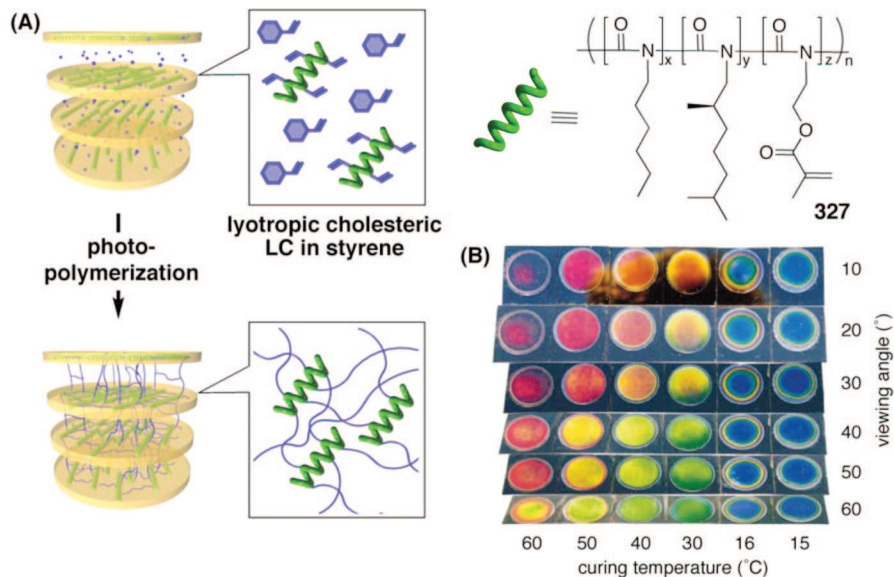 (A)
lyotropic cholesteric
LC in styrene
photo-
polymerization
O
N
x
O
N
y
O
N
z
n
O
O
327
(B)
10
20
30
40
50
60
viewing angle (˚)
60 50 40 30 16 15
curing temperature (˚C)